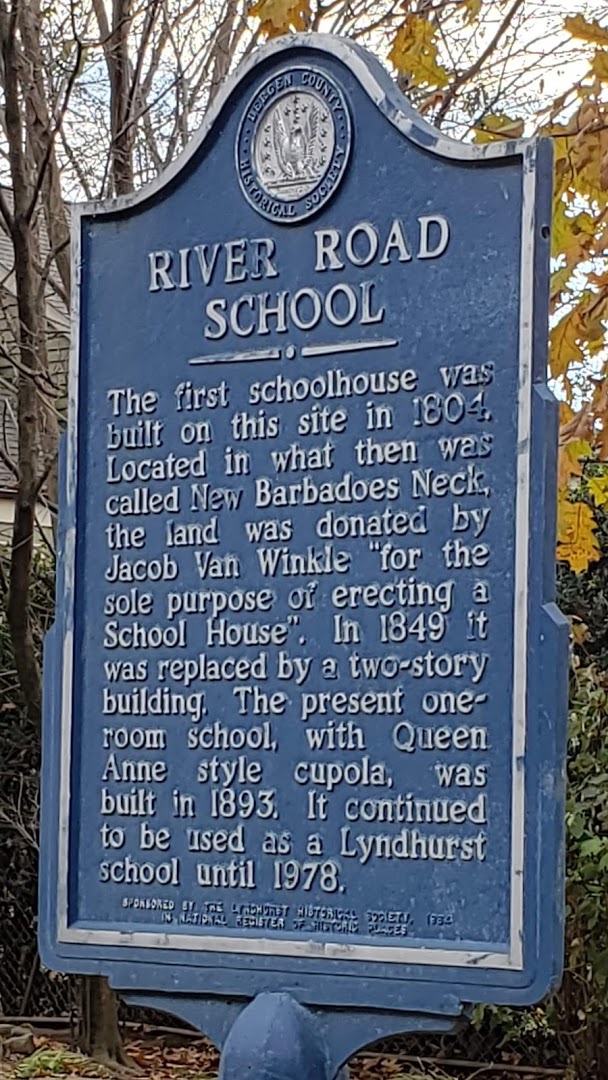 BERGEN COUNTY
HISTORICAL SOCIETY
RIVER ROAD
SCHOOL
The first schoolhouse was
built on this site in 1804.
Located in what then was
called New Barbadoes Neck,
the land was donated by
Jacob Van Winkle "for the
sole purpose of erecting a
School House". In 1849 it
was replaced by a two-story
building. The present one-
room school, with Queen
Anne style cupola, was
built in 1893. It continued
to be used as a Lyndhurst
school until 1978.
SPONSORED BY THE LYNDHURST HISTORICAL SOCIETY,
IN NATIONAL REGISTER OF HISTORIC PLACES